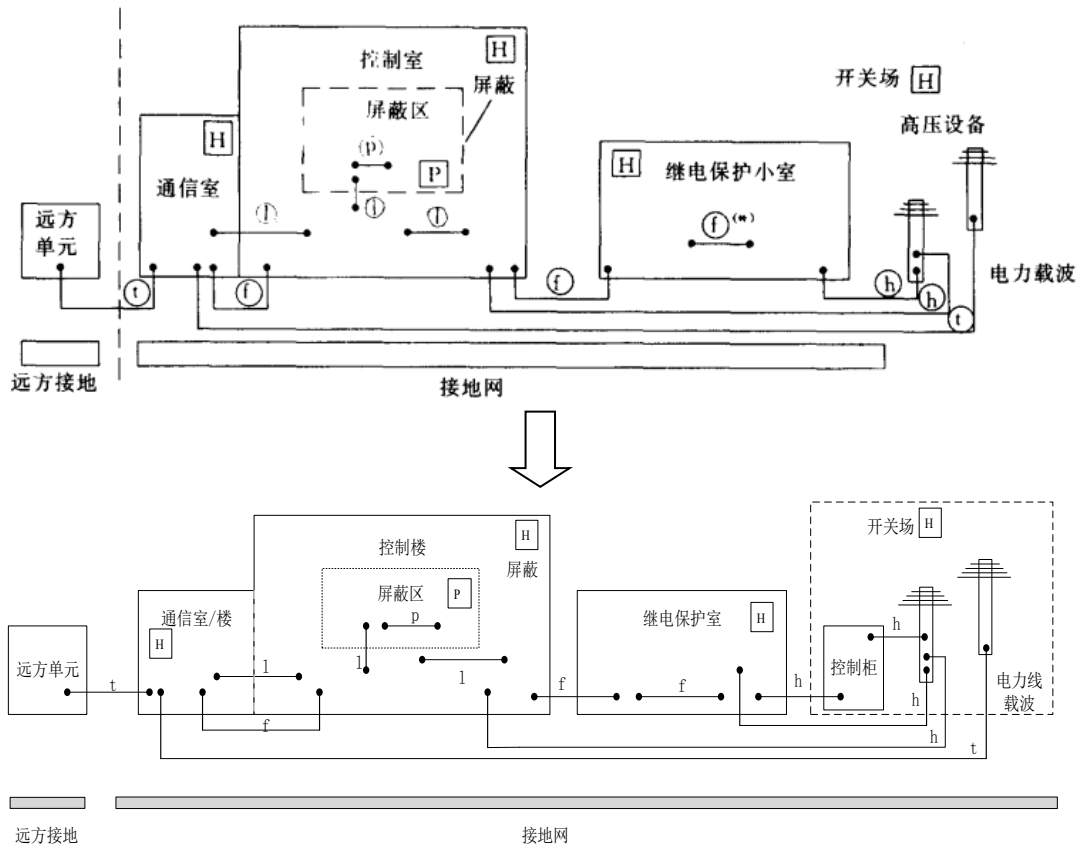 控制室
H
屏蔽
屏蔽区
(p)
P
l
l
l
H
通信室
远方
单元
t
f
f
H
继电保护小室
f(*)
开关场 H
高压设备
h
h
t
电力载波
远方接地
接地网
开关场 H
控制楼
H
屏蔽
屏蔽区
P
p
l
l
通信室/楼
H
l
f
远方单元
t
继电保护室
H
f
f
h
h
控制柜
h
h
t
电力线
载波
远方接地
接地网